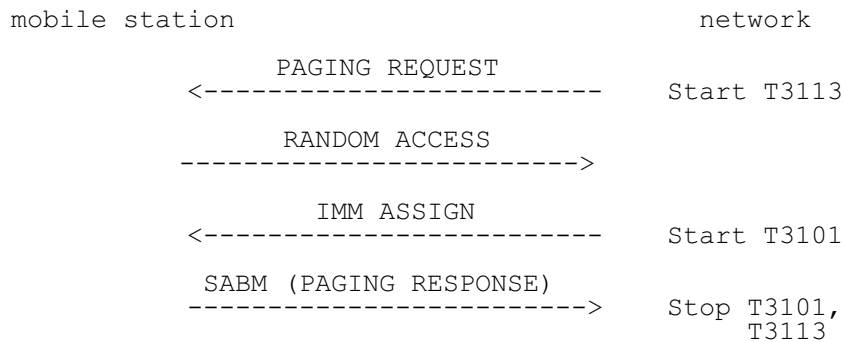 mobile station network
PAGING REQUEST
<------------------------- Start T3113
RANDOM ACCESS
------------------------->
IMM ASSIGN
<------------------------- Start T3101
SABM (PAGING RESPONSE)
-------------------------> Stop T3101,
T3113